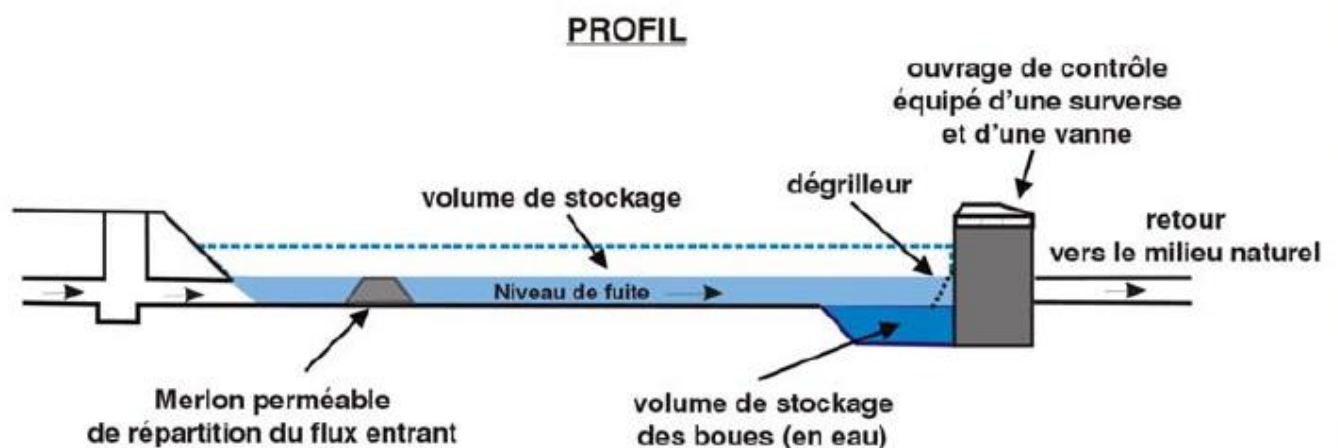 PROFIL
ouvrage de contrôle
équipé d'une surverse
et d'une vanne
dégrilleur
volume de stockage
retour
vers le milieu naturel
Niveau de fuite
Merlon perméable
de répartition du flux entrant
volume de stockage
des boues (en eau)